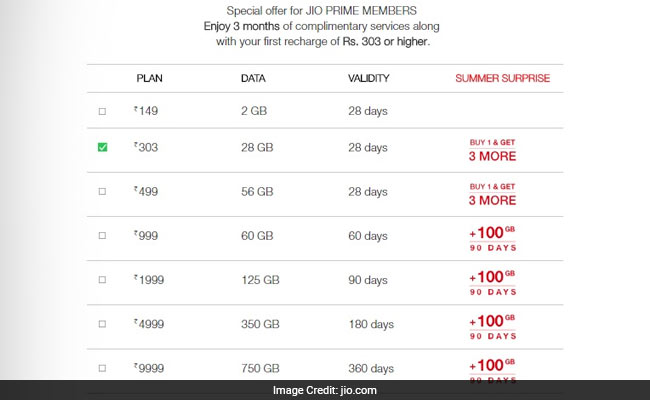 Special offer for JIO PRIME MEMBERS
Enjoy 3 months of complimentary services along
with your first recharge of Rs. 303 or higher.
PLAN DATA VALIDITY SUMMER SURPRISE
₹149 2 GB 28 days
₹303 28 GB 28 days BUY 1 & GET 3 MORE
₹499 56 GB 28 days BUY 1 & GET 3 MORE
₹999 60 GB 60 days +100 GB 90 DAYS
₹1999 125 GB 90 days +100 GB 90 DAYS
₹4999 350 GB 180 days +100 GB 90 DAYS
₹9999 750 GB 360 days +100 GB 90 DAYS
Image Credit: jio.com